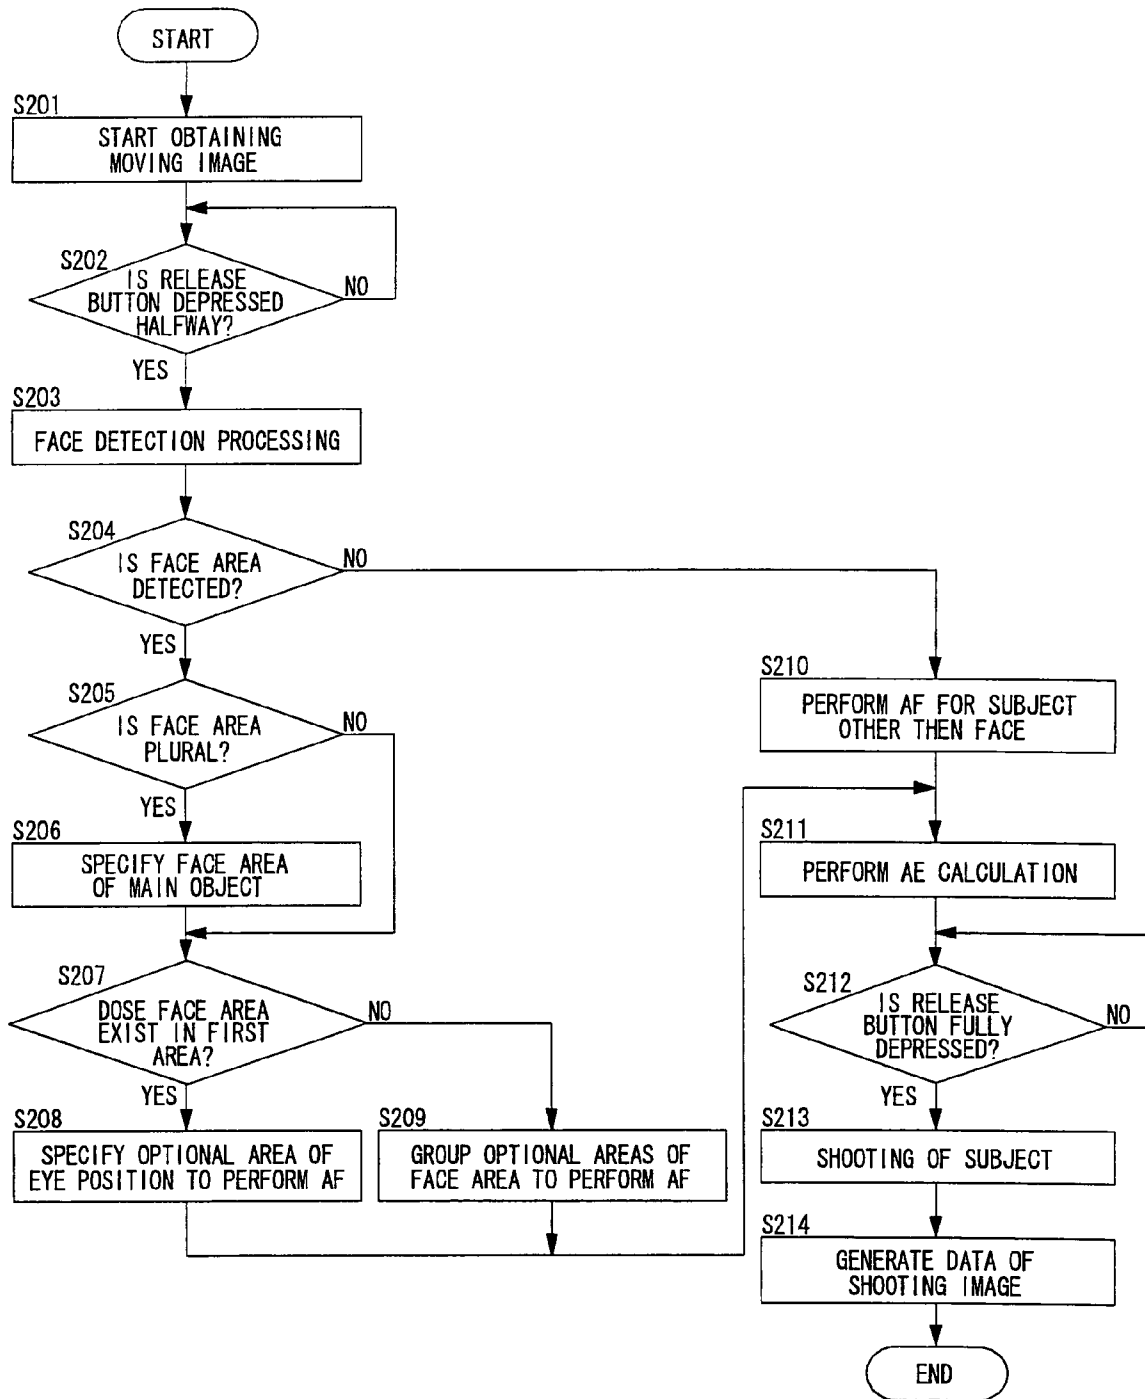 START
S201
START OBTAINING
MOVING IMAGE
S202
IS RELEASE
BUTTON DEPRESSED
HALFWAY?
NO
YES
S203
FACE DETECTION PROCESSING
S204
IS FACE AREA
DETECTED?
NO
YES
S205
IS FACE AREA
PLURAL?
NO
YES
S206
SPECIFY FACE AREA
OF MAIN OBJECT
S207
DOSE FACE AREA
EXIST IN FIRST
AREA?
NO
YES
S208
SPECIFY OPTIONAL AREA OF
EYE POSITION TO PERFORM AF
S209
GROUP OPTIONAL AREAS OF
FACE AREA TO PERFORM AF
S210
PERFORM AF FOR SUBJECT
OTHER THEN FACE
S211
PERFORM AE CALCULATION
S212
IS RELEASE
BUTTON FULLY
DEPRESSED?
NO
YES
S213
SHOOTING OF SUBJECT
S214
GENERATE DATA OF
SHOOTING IMAGE
END